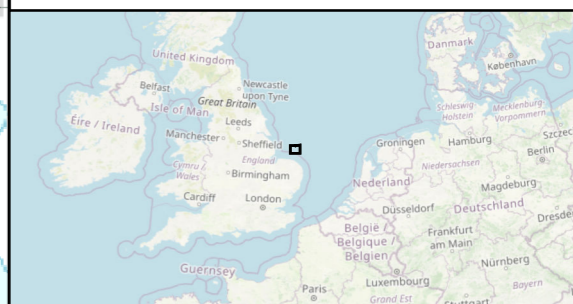 Danmark
United Kingdom
København
Newcastle
upon Tyne
Belfast
Great Britain
Isle of Man
Schleswig
Holstein
Mecklenburg
Vorpommern
Leeds
Éire / Ireland
Manchester
Sheffield
Groningen
Hamburg
Szczec
England
Berlin
Cymru /
Wales
Birmingham
Niedersachsen
Nederland
Magdeburg
Cardiff
London
Düsseldorf
Deutschland
Dresde
België
Belgique /
Belgien
Frankfurt
am Main
Guernsey
Nürnberg
Luxembourg
Paris
Bayern
Grand Est
Stuttgart